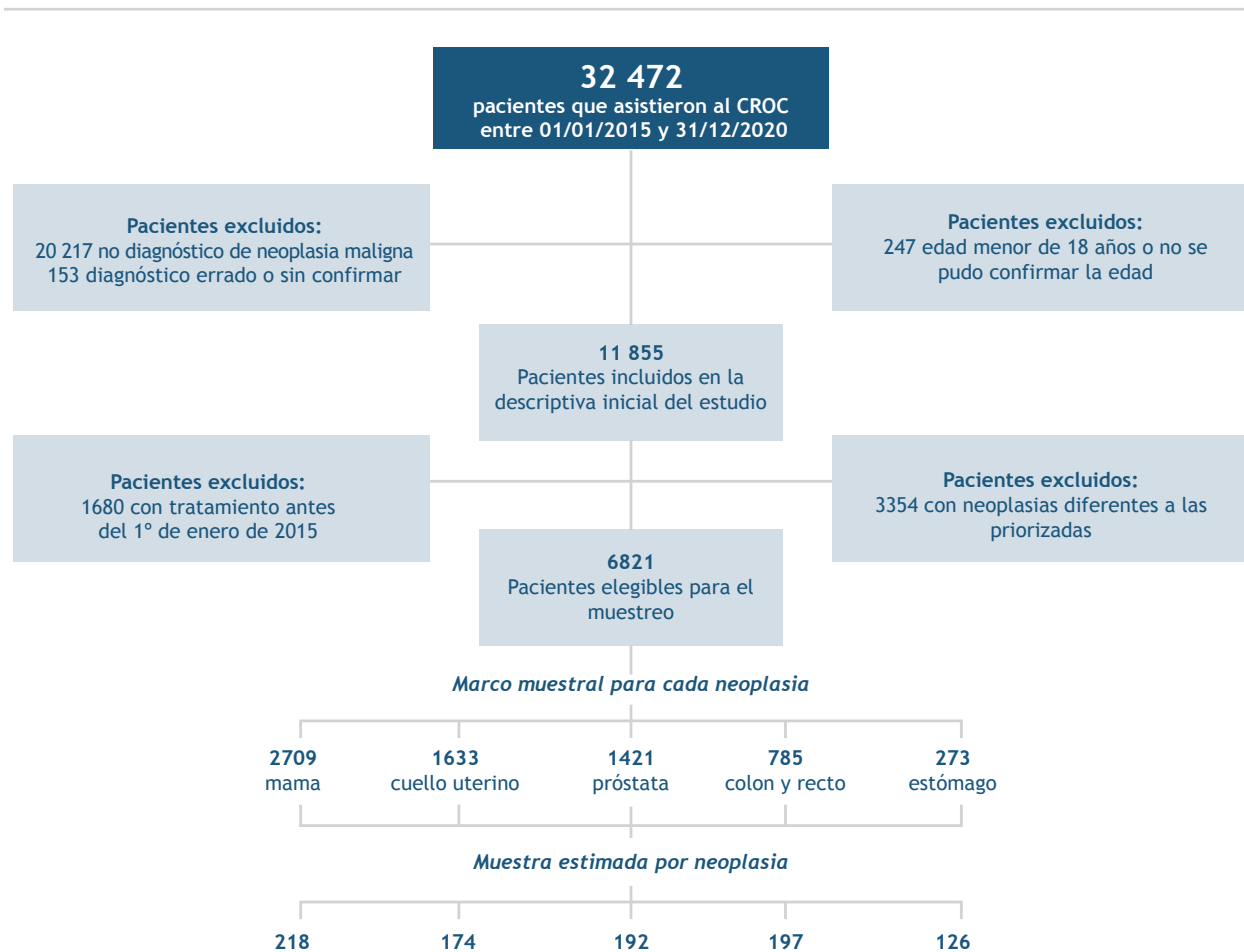 32 472
pacientes que asistieron al CROC
entre 01/01/2015 y 31/12/2020
Pacientes excluidos:
20 217 no diagnóstico de neoplasia maligna
153 diagnóstico errado o sin confirmar
Pacientes excluidos:
247 edad menor de 18 años o no se
pudo confirmar la edad
11 855
Pacientes incluidos en la
descriptiva inicial del estudio
Pacientes excluidos:
1680 con tratamiento antes
del 1º de enero de 2015
Pacientes excluidos:
3354 con neoplasias diferentes a las
priorizadas
6821
Pacientes elegibles para el
muestreo
Marco muestral para cada neoplasia
2709 1633 1421 785 273
mama cuello uterino próstata colon y recto estómago
Muestra estimada por neoplasia
218 174 192 197 126